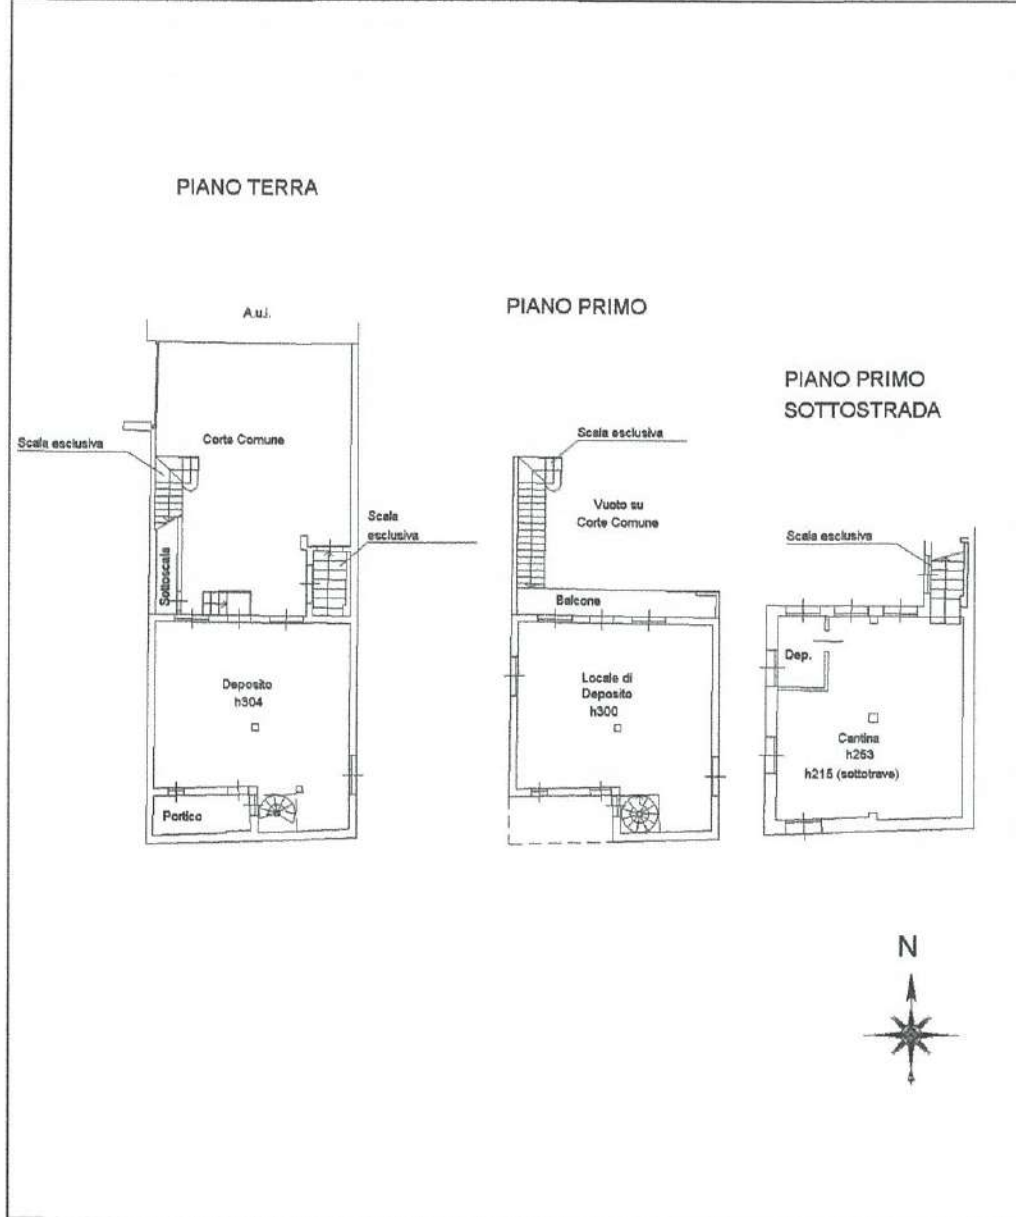 PIANO TERRA
A.u.i.
Scala esclusiva
Corte Comune
Scala
esclusiva
Sottoscala
Deposito
h304
Portico
PIANO PRIMO
Scala esclusiva
Vuoto su
Corte Comune
Balcone
Locale di
Deposito
h300
PIANO PRIMO
SOTTOSTRADA
Scala esclusiva
Dep.
Cantina
h253
h215 (sottotrave)
N